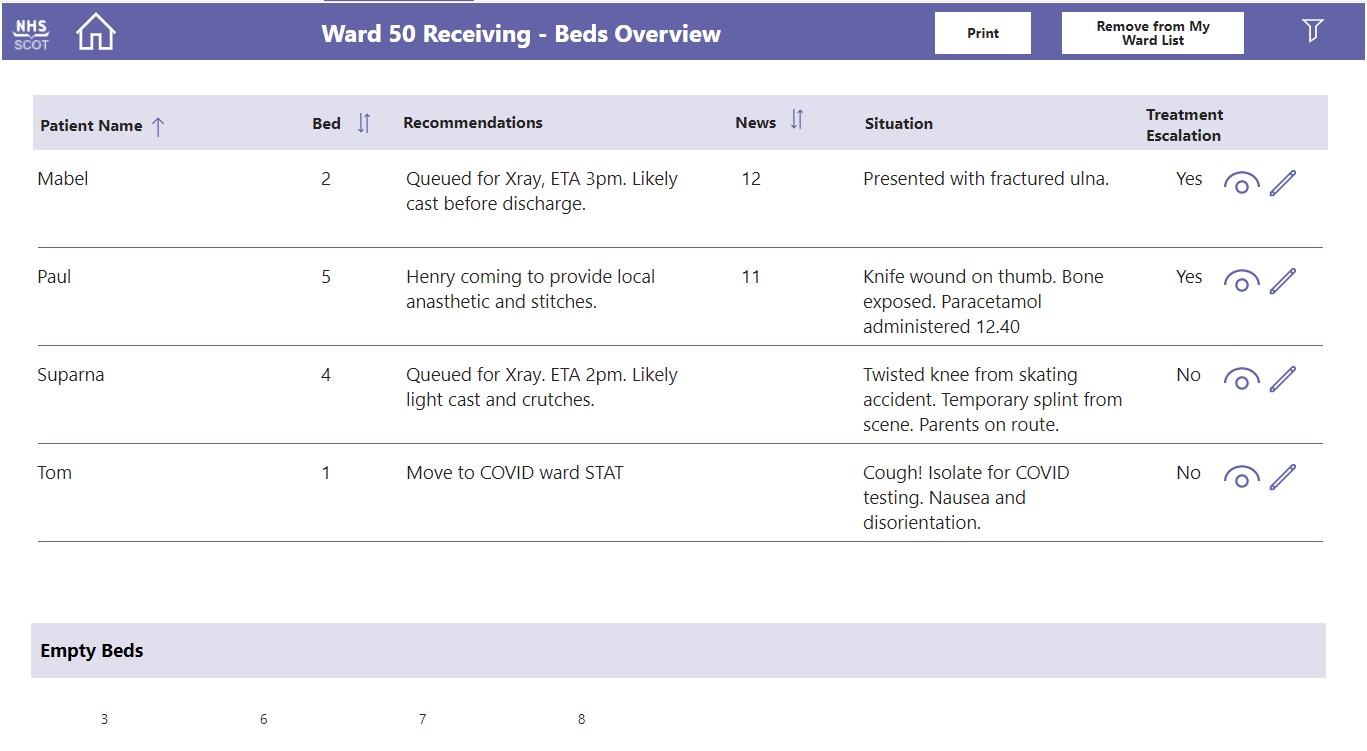 NHS
SCOT
Ward 50 Receiving - Beds Overview
Print
Remove from My
Ward List
Patient Name
Bed
Recommendations
News
Situation
Treatment
Escalation
Mabel
2
Queued for Xray, ETA 3pm. Likely
cast before discharge.
12
Presented with fractured ulna.
Yes
Paul
5
Henry coming to provide local
anasthetic and stitches.
11
Knife wound on thumb. Bone
exposed. Paracetamol
administered 12.40
Yes
Suparna
4
Queued for Xray. ETA 2pm. Likely
light cast and crutches.
Twisted knee from skating
accident. Temporary splint from
scene. Parents on route.
No
Tom
1
Move to COVID ward STAT
Cough! Isolate for COVID
testing. Nausea and
disorientation.
No
Empty Beds
3
6
7
8